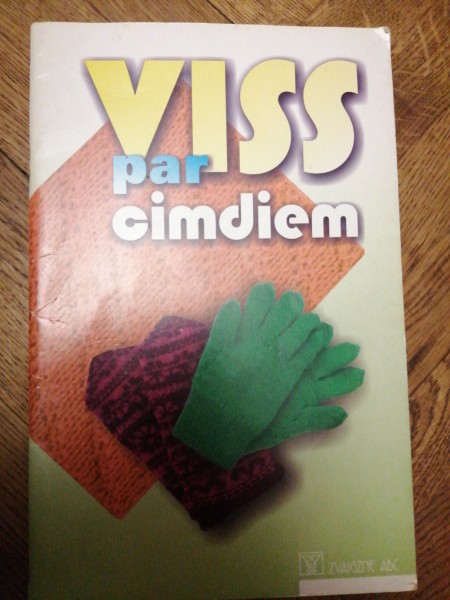 VISS
par
cimdiem
ZVAIGZNE ABC